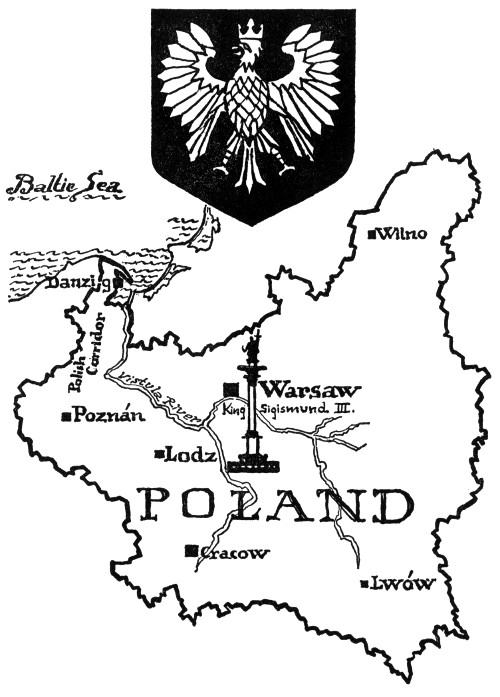 Baltic Sea
Wilno
Danzig
Polish
Corridor
Vistula River
Warsaw
King Sigismund III.
Poznán
Lodz
POLAND
Cracow
Lwów